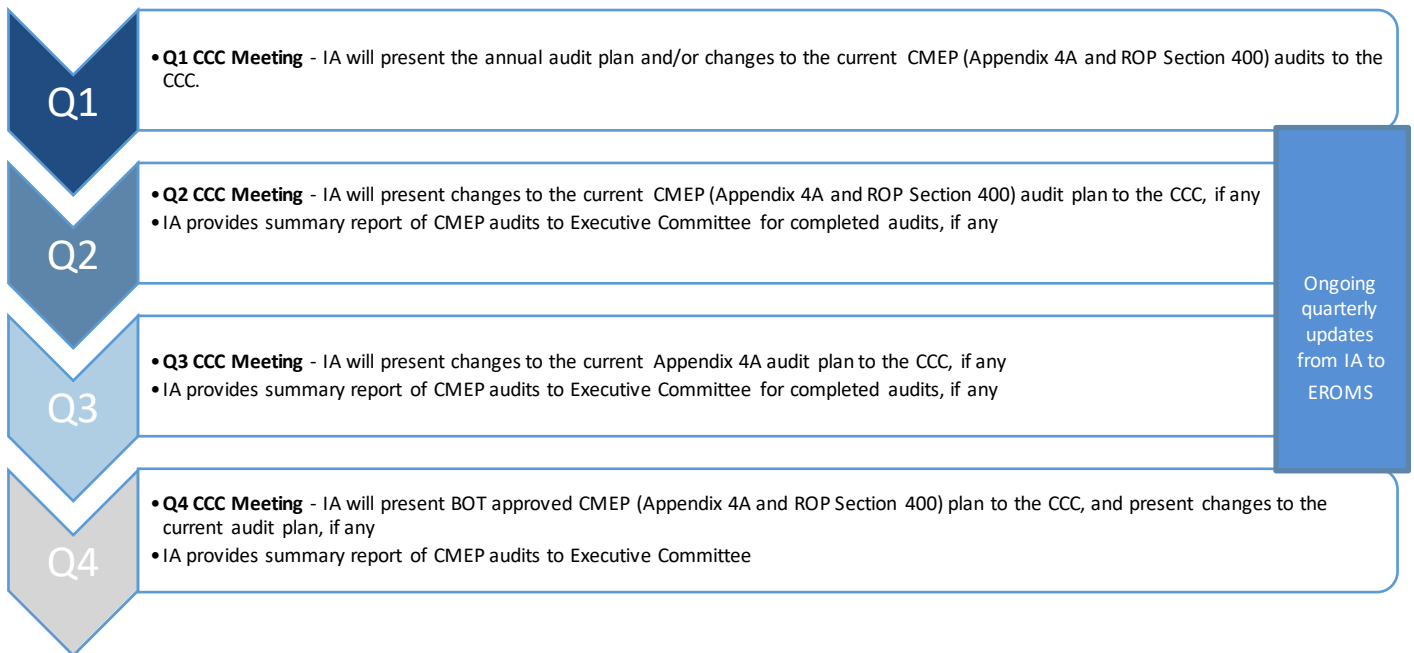 Q1
• Q1 CCC Meeting - IA will present the annual audit plan and/or changes to the current CMEP (Appendix 4A and ROP Section 400) audits to the
CCC.
Q2
• Q2 CCC Meeting - IA will present changes to the current CMEP (Appendix 4A and ROP Section 400) audit plan to the CCC, if any
• IA provides summary report of CMEP audits to Executive Committee for completed audits, if any
Q3
• Q3 CCC Meeting - IA will present changes to the current Appendix 4A audit plan to the CCC, if any
• IA provides summary report of CMEP audits to Executive Committee for completed audits, if any
Q4
• Q4 CCC Meeting - IA will present BOT approved CMEP (Appendix 4A and ROP Section 400) plan to the CCC, and present changes to the
current audit plan, if any
• IA provides summary report of CMEP audits to Executive Committee
Ongoing
quarterly
updates
from IA to
EROMS